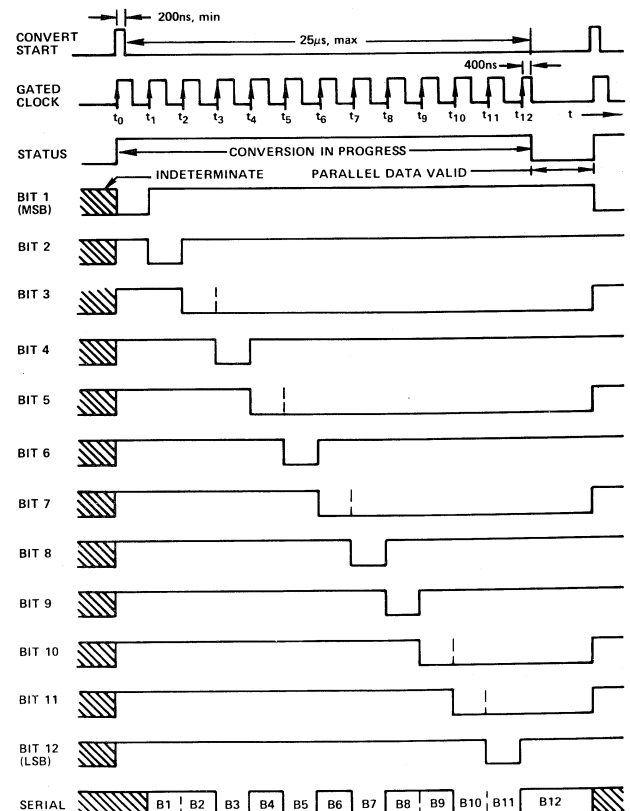 200ns, min
CONVERT
START
25µs, max
400ns
GATED
CLOCK
t0 t1 t2 t3 t4 t5 t6 t7 t8 t9 t10 t11 t12 t
STATUS
CONVERSION IN PROGRESS
INDETERMINATE PARALLEL DATA VALID
BIT 1
(MSB)
BIT 2
BIT 3
BIT 4
BIT 5
BIT 6
BIT 7
BIT 8
BIT 9
BIT 10
BIT 11
BIT 12
(LSB)
SERIAL B1 B2 B3 B4 B5 B6 B7 B8 B9 B10 B11 B12